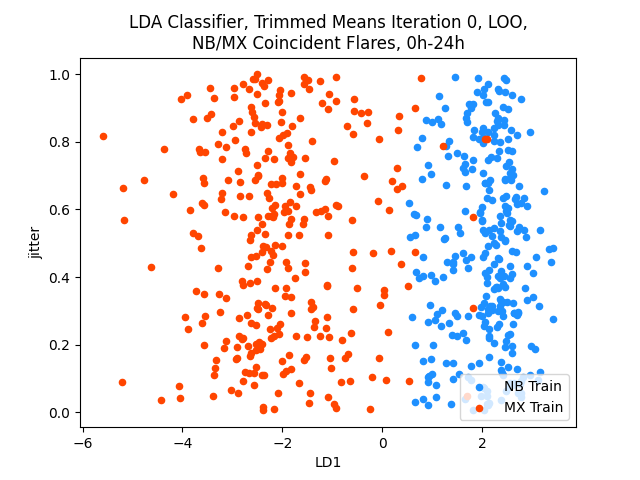 LDA Classifier, Trimmed Means Iteration 0, LOO,
NB/MX Coincident Flares, 0h-24h
1.0
0.8
0.6
0.4
0.2
0.0
jitter
−6
−4
−2
0
2
LD1
NB Train
MX Train